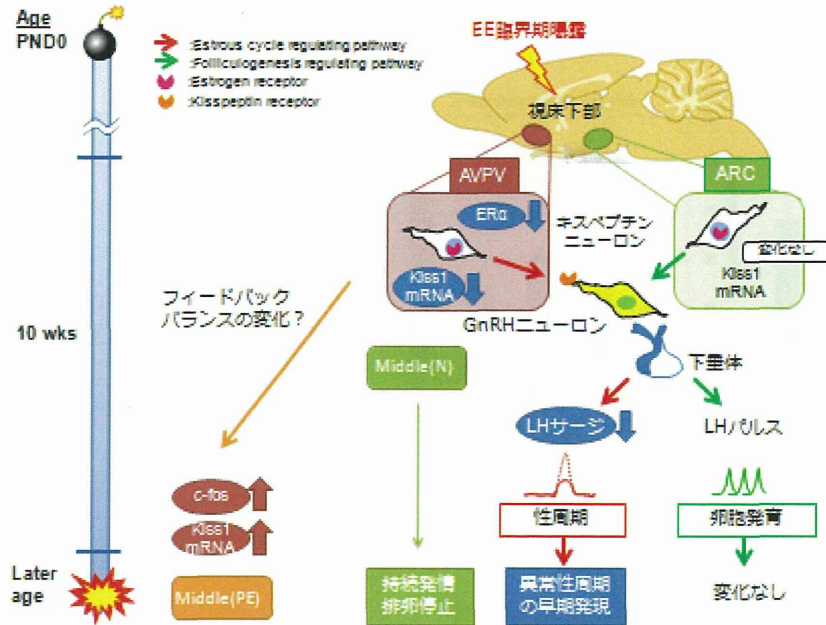 Age
PND0
:Estrous cycle regulating pathway
:Folliculogenesis regulating pathway
:Estrogen receptor
:Kisspeptin receptor
EE臨界期曝露
視床下部
AVPV
ARC
ERα
Kiss1
mRNA
キスペプチン
ニューロン
変化なし
Kiss1
mRNA
GnRHニューロン
フィードバック
バランスの変化？
10 wks
Middle(N)
下垂体
LHサージ
LHパルス
c-fos
Kiss1
mRNA
性周期
卵胞発育
Later
age
Middle(PE)
持続発情
排卵停止
異常性周期
の早期発現
変化なし